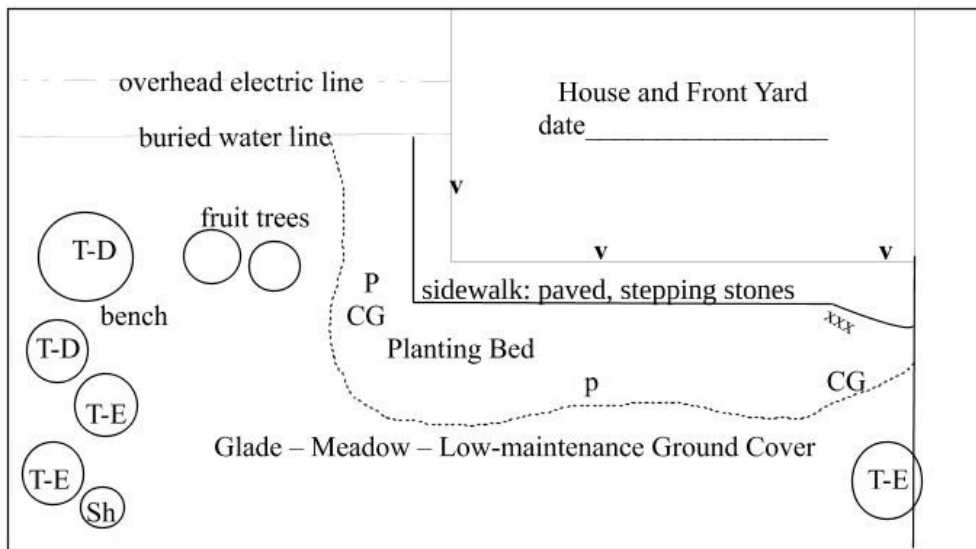 overhead electric line
House and Front Yard
buried water line
date____________________
v
fruit trees
T-D
v
v
P
sidewalk: paved, stepping stones
bench
CG
xxx
T-D
Planting Bed
p
CG
T-E
Glade – Meadow – Low-maintenance Ground Cover
T-E
T-E
Sh